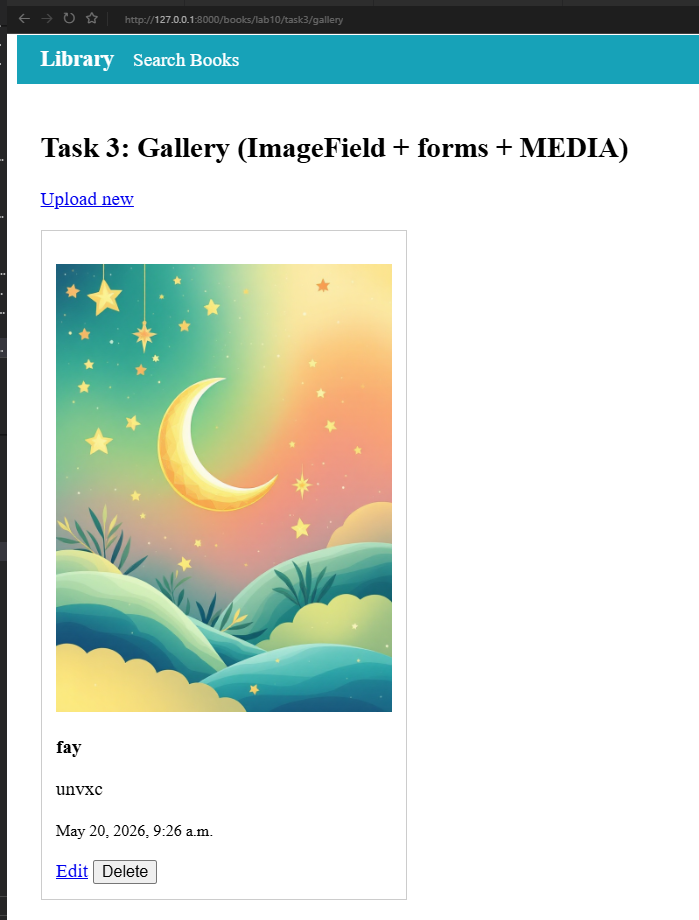 http://127.0.0.1:8000/books/lab10/task3/gallery
Library Search Books
Task 3: Gallery (ImageField + forms + MEDIA)
Upload new
fay
unvxc
May 20, 2026, 9:26 a.m.
Edit Delete